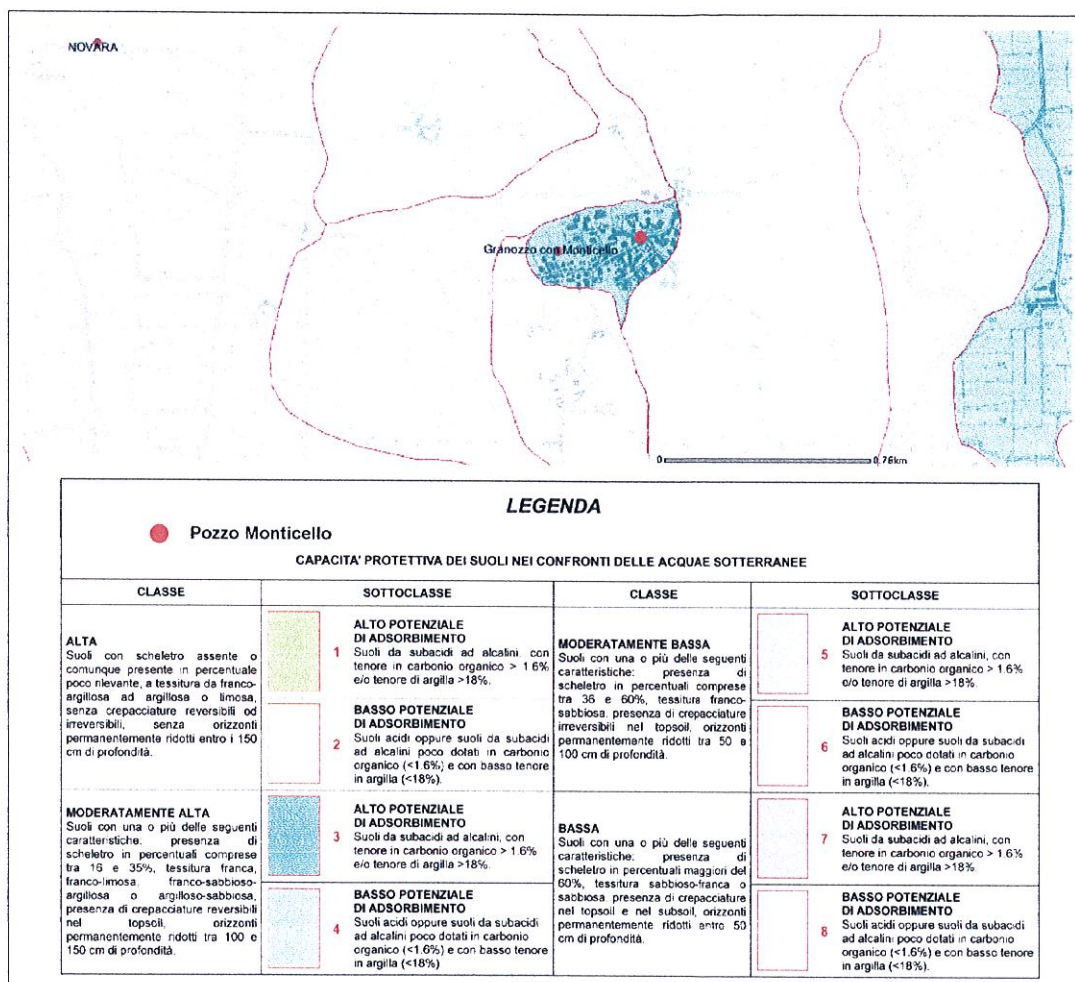 NOVARA
Granozzo con Monticello
0
0.76km
LEGENDA
Pozzo Monticello
CAPACITA' PROTETTIVA DEI SUOLI NEI CONFRONTI DELLE ACQUAE SOTTERRANEE
CLASSE
SOTTOCLASSE
CLASSE
SOTTOCLASSE
ALTA
Suoli con scheletro assente o
comunque presente in percentuale
poco rilevante, a tessitura da franco-
argillosa ad argillosa o limosa,
senza crepacciature reversibili od
irreversibili, senza orizzonti
permanentemente ridotti entro i 150
cm di profondità.
1
ALTO POTENZIALE
DI ADSORBIMENTO
Suoli da subacidi ad alcalini, con
tenore in carbonio organico > 1.6%
e/o tenore di argilla >18%.
2
BASSO POTENZIALE
DI ADSORBIMENTO
Suoli acidi oppure suoli da subacidi
ad alcalini poco dotati in carbonio
organico (<1.6%) e con basso tenore
in argilla (<18%).
MODERATAMENTE ALTA
Suoli con una o più delle seguenti
caratteristiche: presenza di
scheletro in percentuali comprese
tra 16 e 35%, tessitura franca,
franco-limosa, franco-sabbioso-
argillosa o argilloso-sabbiosa,
presenza di crepacciature reversibili
nel topsoil, orizzonti
permanentemente ridotti tra 100 e
150 cm di profondità.
3
ALTO POTENZIALE
DI ADSORBIMENTO
Suoli da subacidi ad alcalini, con
tenore in carbonio organico > 1.6%
e/o tenore di argilla >18%.
4
BASSO POTENZIALE
DI ADSORBIMENTO
Suoli acidi oppure suoli da subacidi
ad alcalini poco dotati in carbonio
organico (<1.6%) e con basso tenore
in argilla (<18%)
MODERATAMENTE BASSA
Suoli con una o più delle seguenti
caratteristiche: presenza di
scheletro in percentuali comprese
tra 36 e 60%, tessitura franco-
sabbiosa, presenza di crepacciature
irreversibili nel topsoil, orizzonti
permanentemente ridotti tra 50 e
100 cm di profondità.
5
ALTO POTENZIALE
DI ADSORBIMENTO
Suoli da subacidi ad alcalini, con
tenore in carbonio organico > 1.6%
e/o tenore di argilla >18%.
6
BASSO POTENZIALE
DI ADSORBIMENTO
Suoli acidi oppure suoli da subacidi
ad alcalini poco dotati in carbonio
organico (<1.6%) e con basso tenore
in argilla (<18%).
BASSA
Suoli con una o più delle seguenti
caratteristiche: presenza di
scheletro in percentuali maggiori del
60%, tessitura sabbioso-franca o
sabbiosa, presenza di crepacciature
nel topsoil e nel subsoil, orizzonti
permanentemente ridotti entro 50
cm di profondità.
7
ALTO POTENZIALE
DI ADSORBIMENTO
Suoli da subacidi ad alcalini, con
tenore in carbonio organico > 1.6%
e/o tenore di argilla >18%.
8
BASSO POTENZIALE
DI ADSORBIMENTO
Suoli acidi oppure suoli da subacidi
ad alcalini poco dotati in carbonio
organico (<1.6%) e con basso tenore
in argilla (<18%).